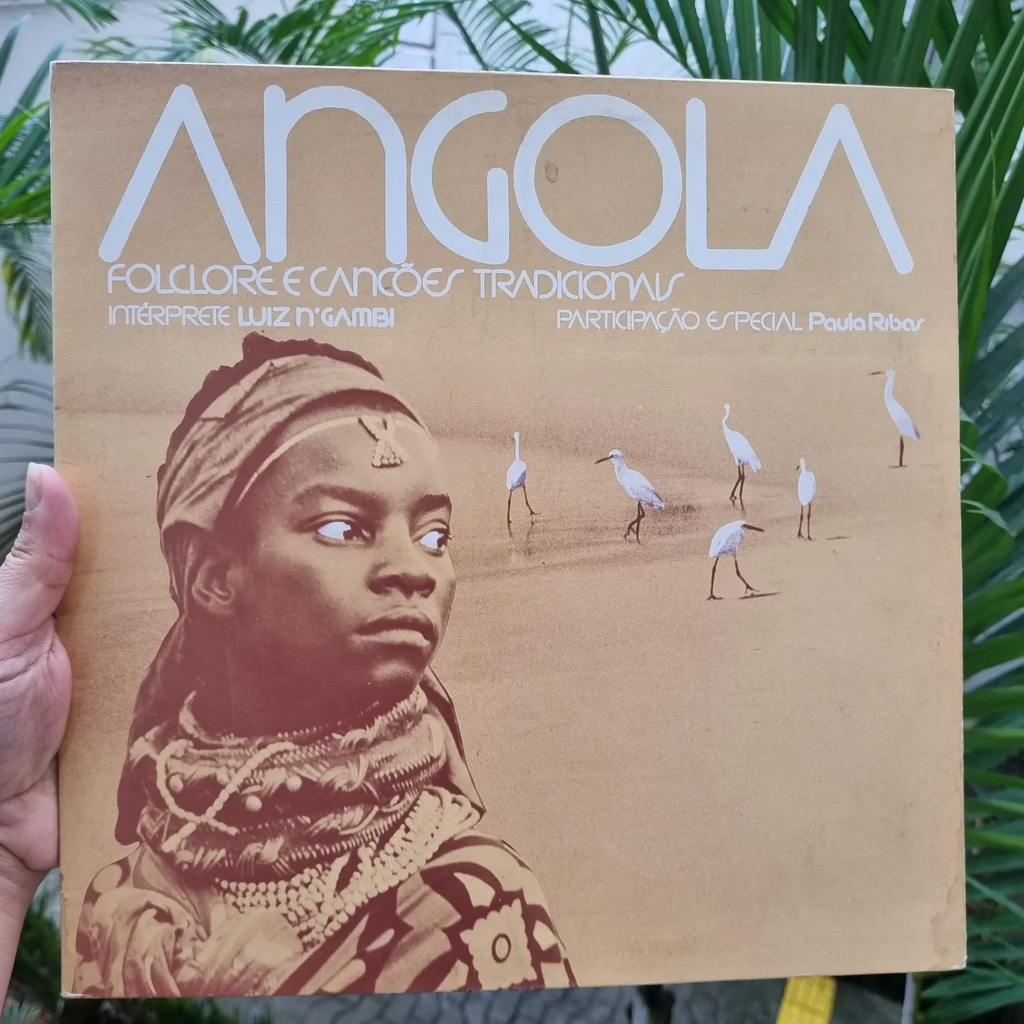 ANGOLA
FOLCLORE E CANÇÕES TRADICIONAIS
INTÉRPRETE LUIZ N'GAMBI PARTICIPAÇÃO ESPECIAL Paula Ribas